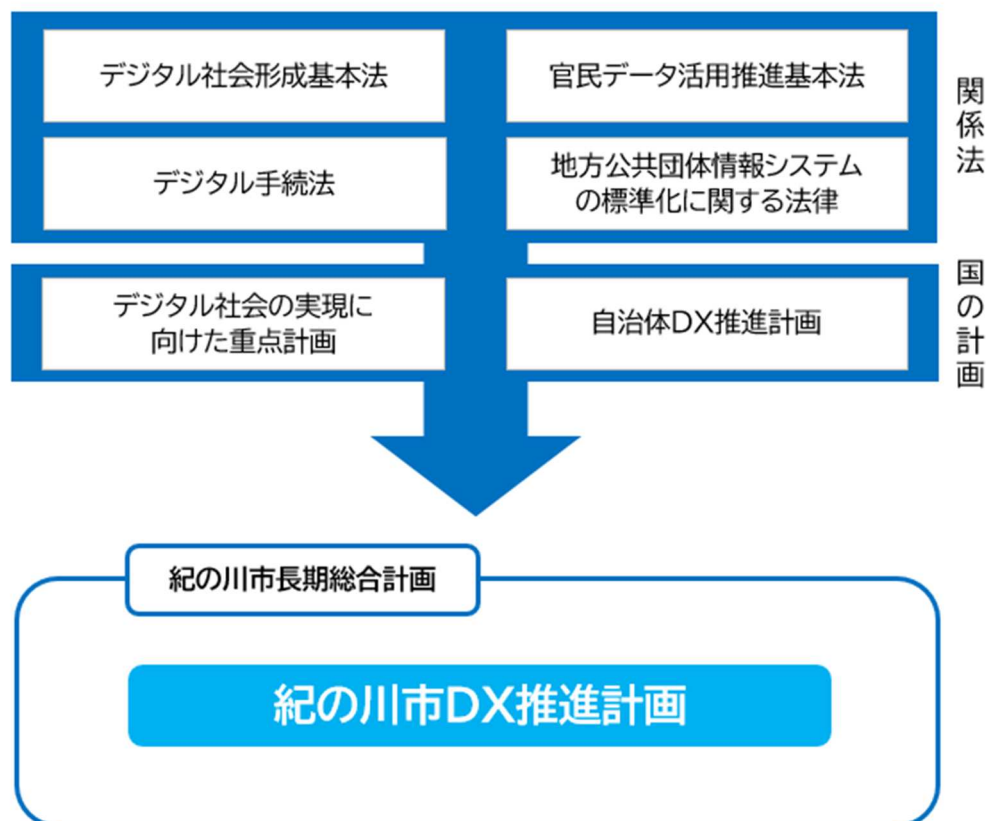 デジタル社会形成基本法
官民データ活用推進基本法
デジタル手続法
地方公共団体情報システム
の標準化に関する法律
関係法
デジタル社会の実現に
向けた重点計画
自治体DX推進計画
国の計画
紀の川市長期総合計画
紀の川市DX推進計画